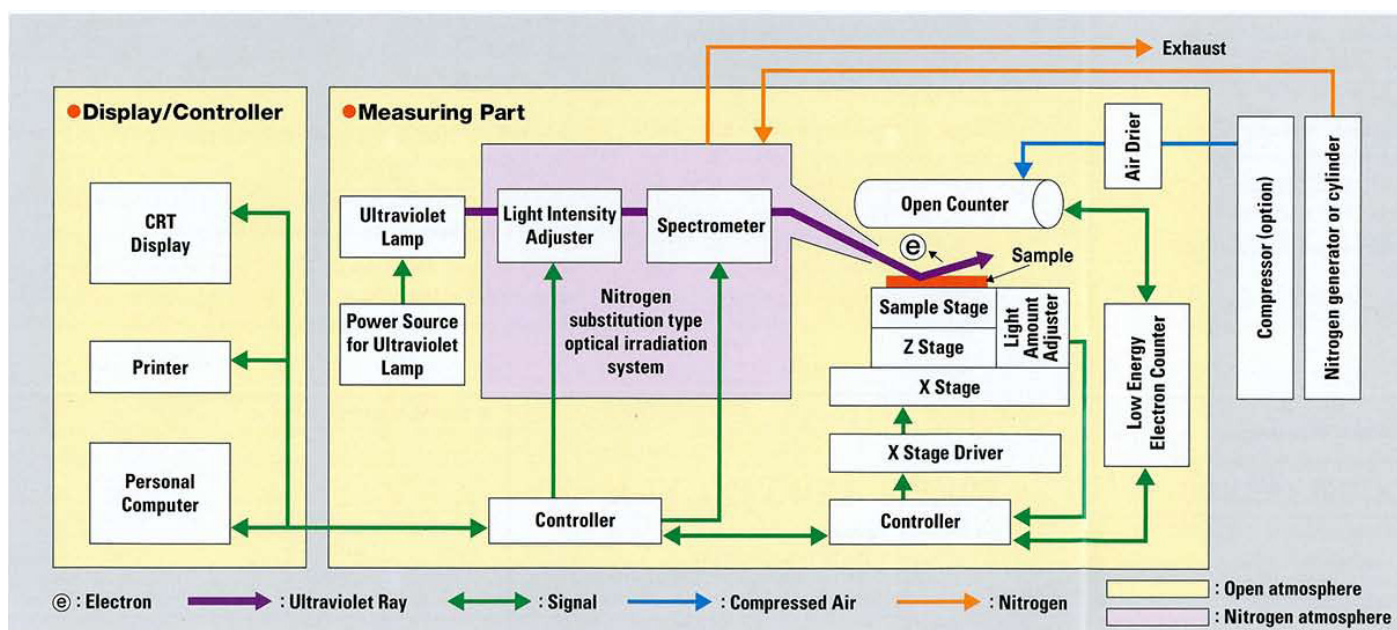 Exhaust
●Display/Controller
●Measuring Part
CRT
Display
Printer
Personal
Computer
Ultraviolet
Lamp
Power Source
for Ultraviolet
Lamp
Light Intensity
Adjuster
Spectrometer
Nitrogen
substitution type
optical irradiation
system
Controller
Open Counter
e
Sample
Sample Stage
Z Stage
Light
Amount
Adjuster
X Stage
X Stage Driver
Controller
Air Drier
Low Energy
Electron Counter
Compressor (option)
Nitrogen generator or cylinder
e : Electron
: Ultraviolet Ray
: Signal
: Compressed Air
: Nitrogen
: Open atmosphere
: Nitrogen atmosphere